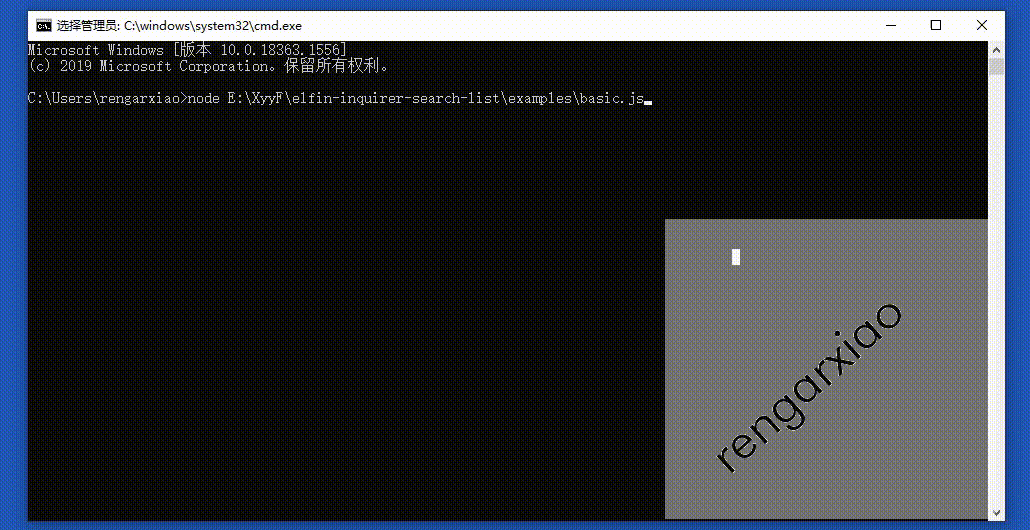 选择管理员: C:\windows\system32\cmd.exe
Microsoft Windows [版本 10.0.18363.1556]
(c) 2019 Microsoft Corporation。保留所有权利。
C:\Users\rengarxiao>node E:\XyyF\elfin-inquirer-search-list\examples\basic.js
rengarxiao